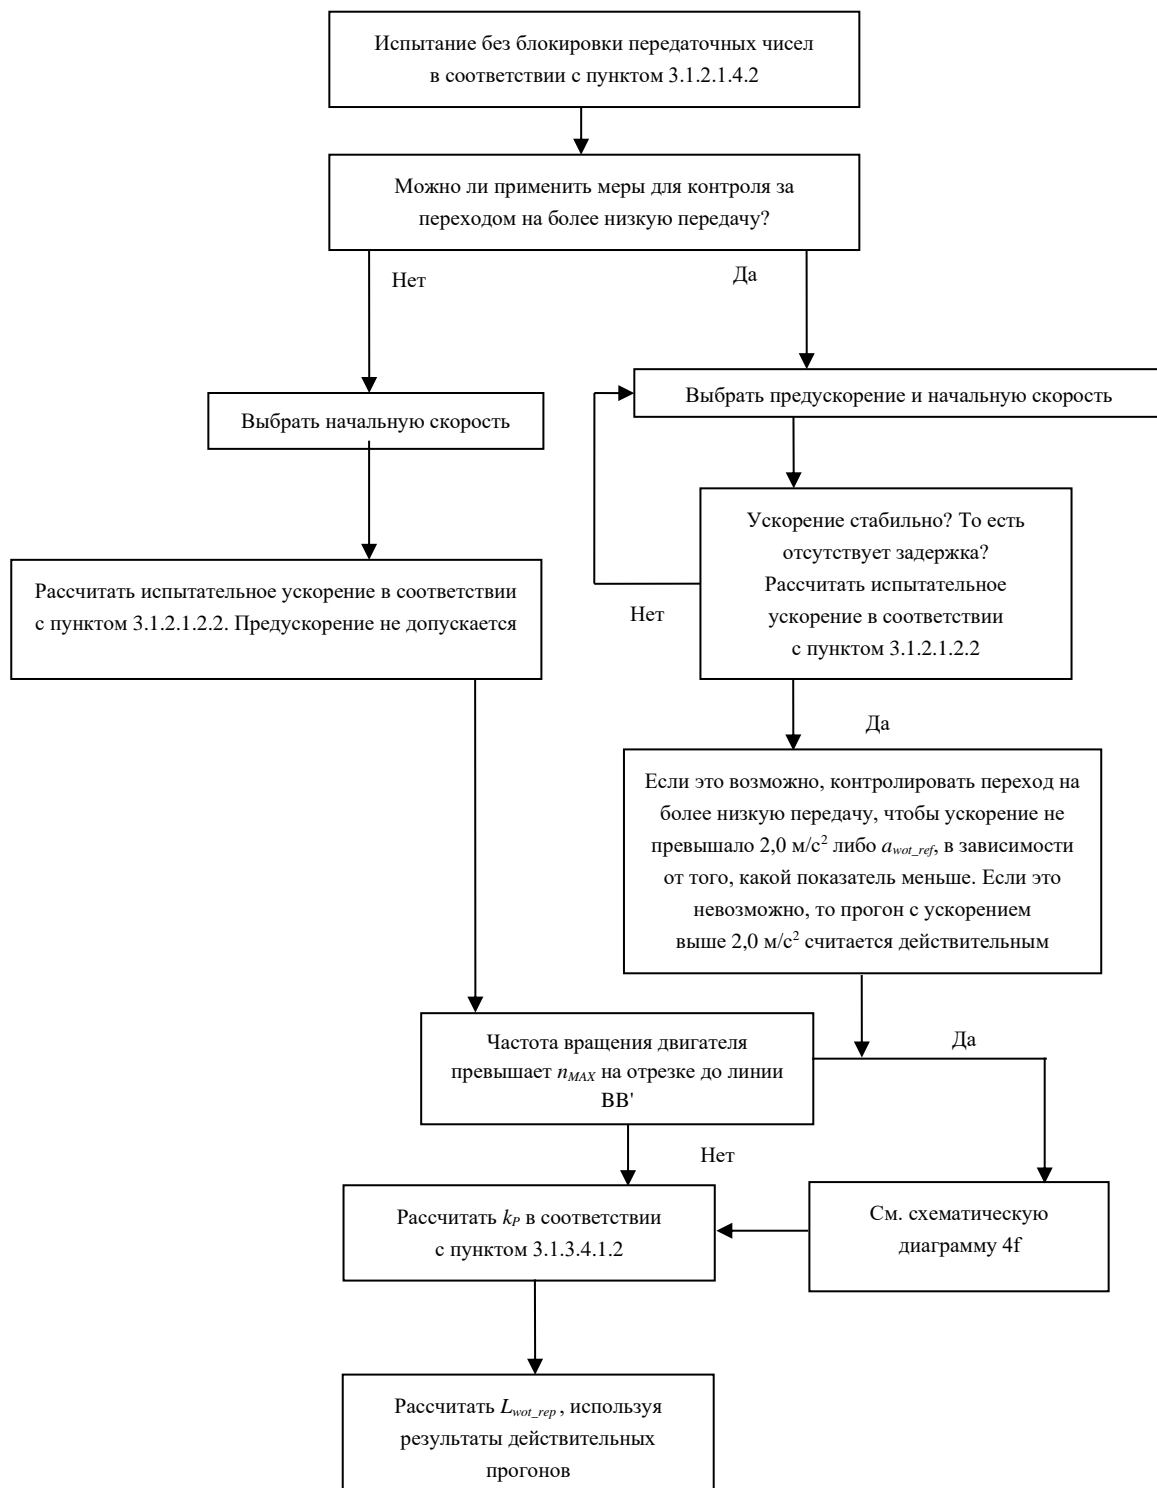 Испытание без блокировки передаточных чисел
в соответствии с пунктом 3.1.2.1.4.2
Можно ли применить меры для контроля за
переходом на более низкую передачу?
Нет
Да
Выбрать начальную скорость
Выбрать предускорение и начальную скорость
Ускорение стабильно? То есть
отсутствует задержка?
Рассчитать испытательное
ускорение в соответствии
с пунктом 3.1.2.1.2.2
Нет
Рассчитать испытательное ускорение в соответствии
с пунктом 3.1.2.1.2.2. Предускорение не допускается
Да
Если это возможно, контролировать переход на
более низкую передачу, чтобы ускорение не
превышало 2,0 м/с² либо a_wot_ref, в зависимости
от того, какой показатель меньше. Если это
невозможно, то прогон с ускорением
выше 2,0 м/с² считается действительным
Частота вращения двигателя
превышает n_MAX на отрезке до линии
BB'
Да
Нет
Рассчитать k_P в соответствии
с пунктом 3.1.3.4.1.2
См. схематическую
диаграмму 4f
Рассчитать L_wot_rep, используя
результаты действительных
прогонов